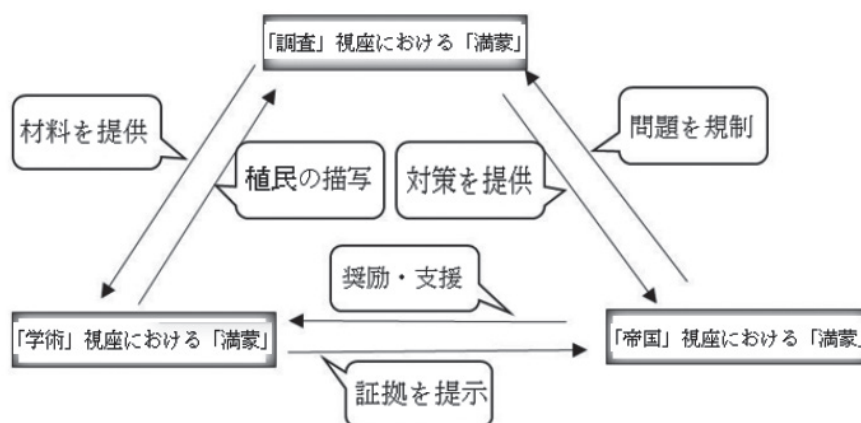 「調査」視座における「満蒙」
材料を提供
問題を規制
植民の描写
対策を提供
奨励・支援
「学術」視座における「満蒙」
「帝国」視座における「満蒙」
証拠を提示